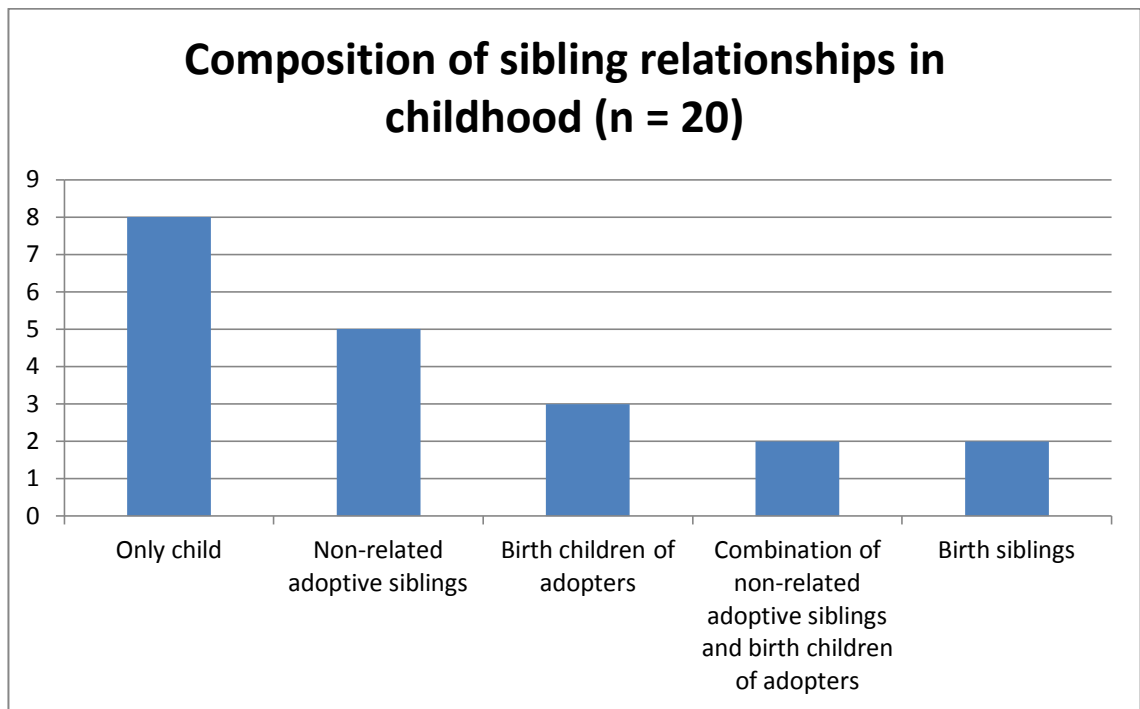 Composition of sibling relationships in
childhood (n = 20)
9
8
7
6
5
4
3
2
1
0
Only child
Non-related
adoptive siblings
Birth children of
adopters
Combination of
non-related
adoptive siblings
and birth children
of adopters
Birth siblings